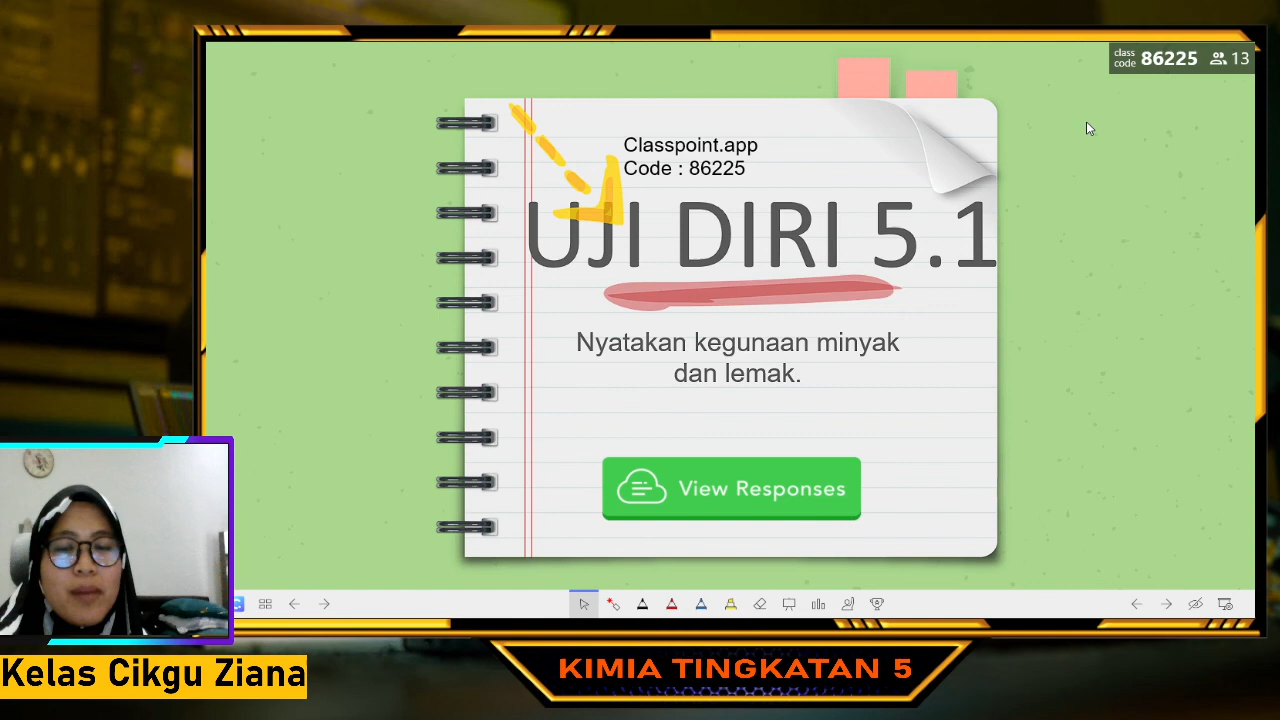 class
code 86225 13
Classpoint.app
Code : 86225
UJI DIRI 5.1
Nyatakan kegunaan minyak
dan lemak.
View Responses
Kelas Cikgu Ziana
KIMIA TINGKATAN 5